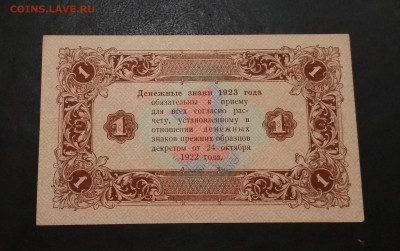 COINS.LAVE.RU
1 1
Денежные знаки 1923 года
обязательны к приему
для всех согласно рас-
чету, установленному в
1 отношении денежных 1
знаков прежних образцов
декретом от 24 октября
1922 года.
1 1